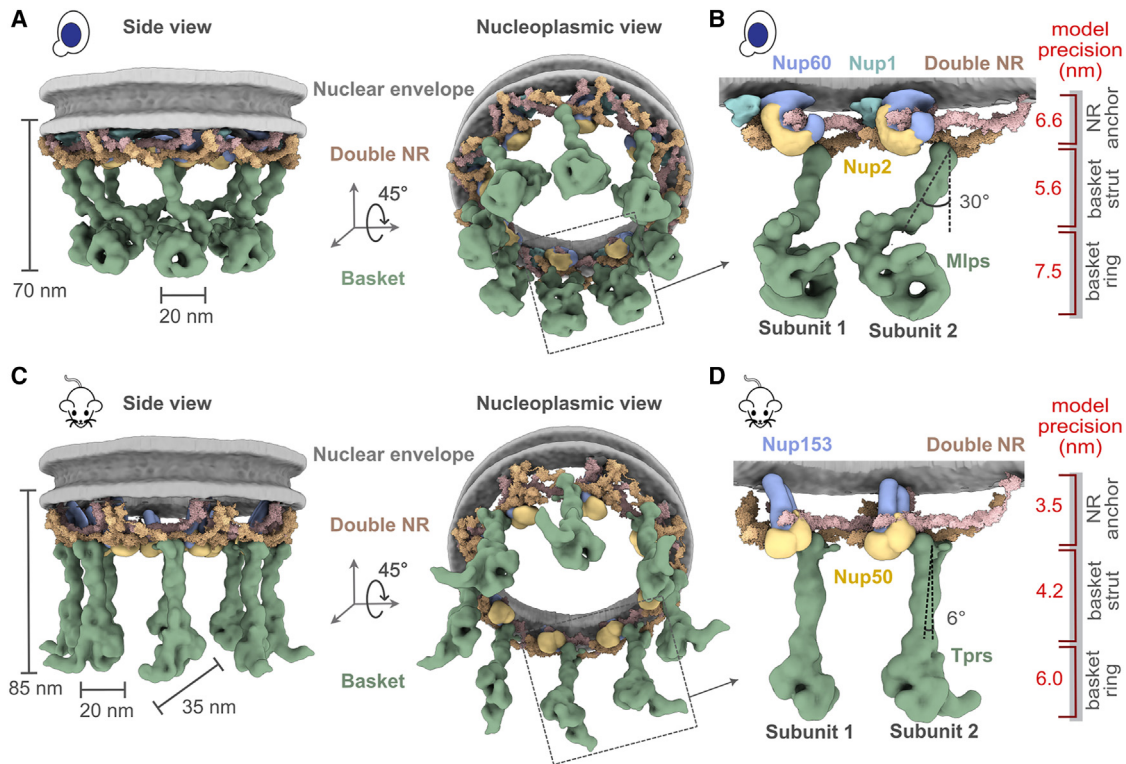 A
Side view
Nucleoplasmic view
Nuclear envelope
Double NR
45°
Basket
70 nm
20 nm
B
model
precision
(nm)
Nup60
Nup1
Double NR
Nup2
Mlps
30°
6.6
5.6
7.5
NR
anchor
basket
strut
basket
ring
Subunit 1
Subunit 2
C
Side view
Nucleoplasmic view
Nuclear envelope
Double NR
45°
Basket
85 nm
20 nm
35 nm
D
model
precision
(nm)
Nup153
Double NR
Nup50
6°
Tprs
3.5
4.2
6.0
NR
anchor
basket
strut
basket
ring
Subunit 1
Subunit 2